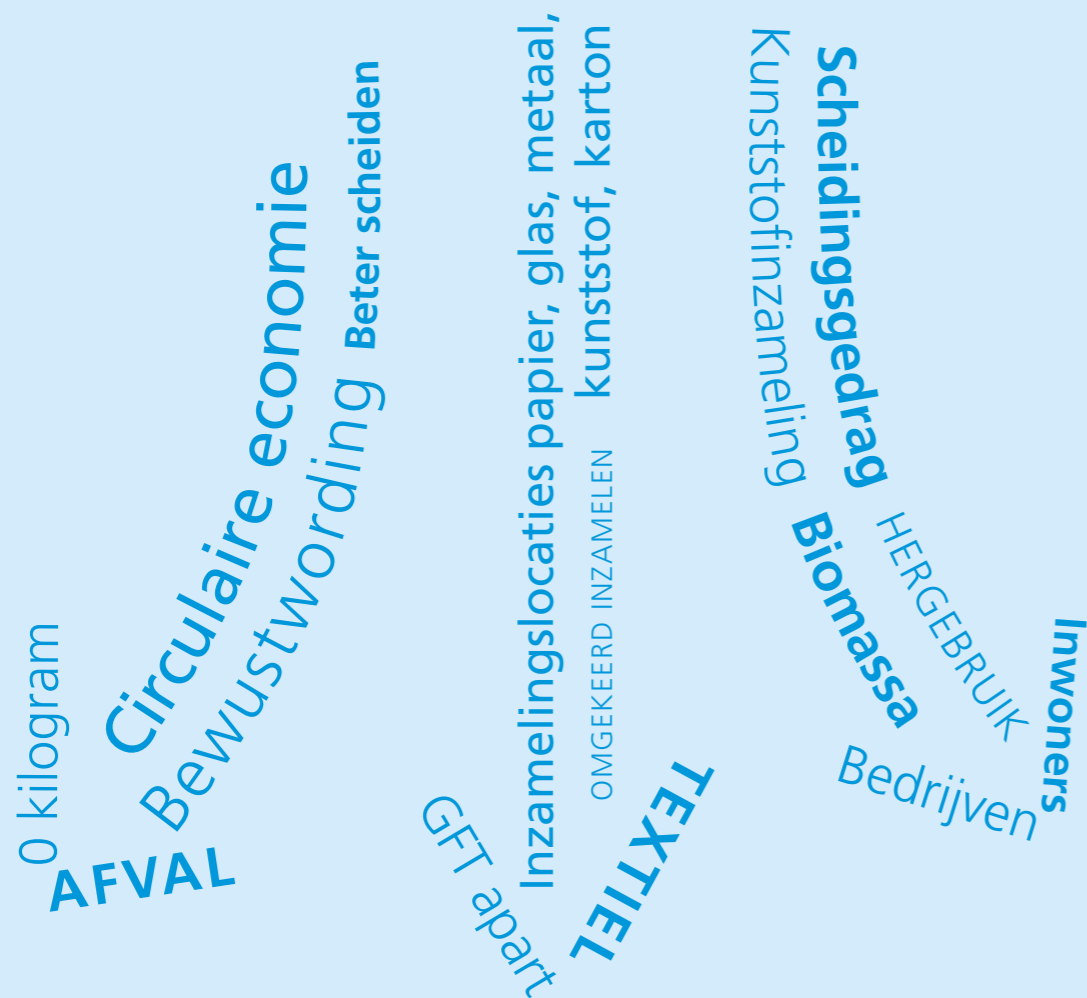 0 kilogram
AFVAL
Circulaire economie
Bewustwording
Beter scheiden
Inzamelingslocaties papier, glas, metaal,
kunststof, karton
OMGEKEERD INZAMELEN
GFT apart
TEXTIEL
Kunststofinzameling
Scheidingsgedrag
Biomassa
HERGEBRUIK
Bedrijven
Inwoners